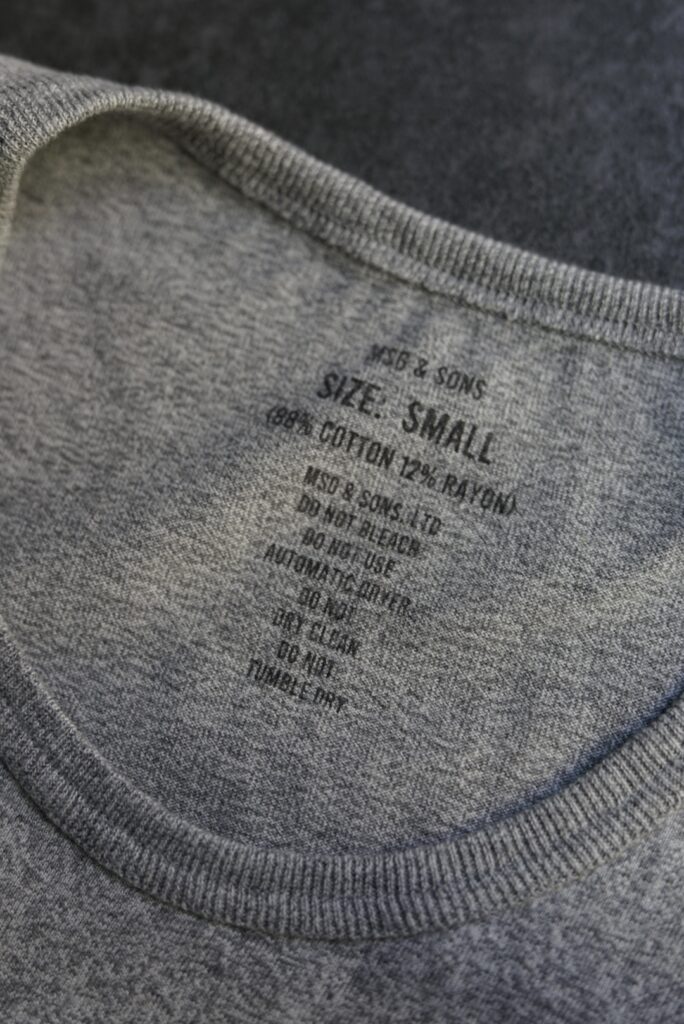 MSG & SONS
SIZE: SMALL
(88% COTTON 12% RAYON)
MSD & SONS. LTD
DO NOT BLEACH
DO NOT USE
AUTOMATIC DRYER
DO NOT
DRY CLEAN
DO NOT
TUMBLE DRY